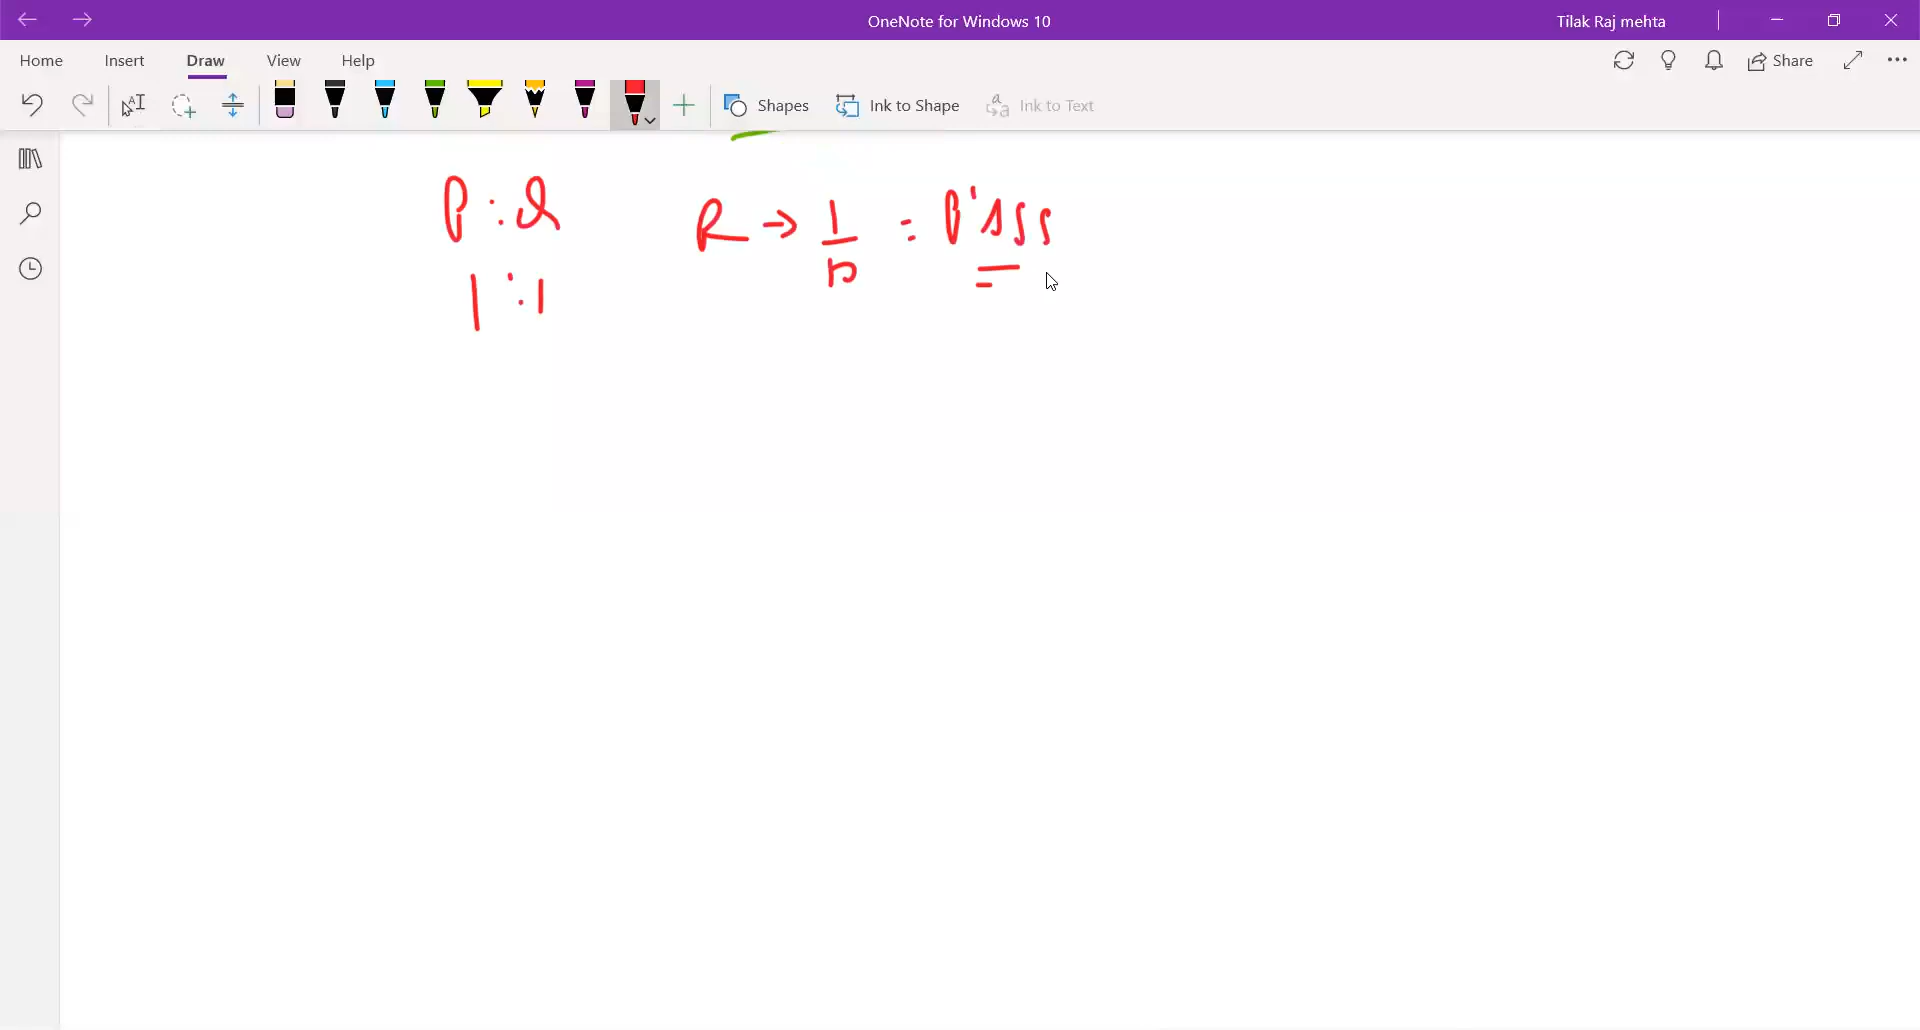 OneNote for Windows 10
Tilak Raj mehta
Home Insert Draw View Help
Share
Shapes Ink to Shape Ink to Text
P : Q
R → 1/n = P's
1 : 1